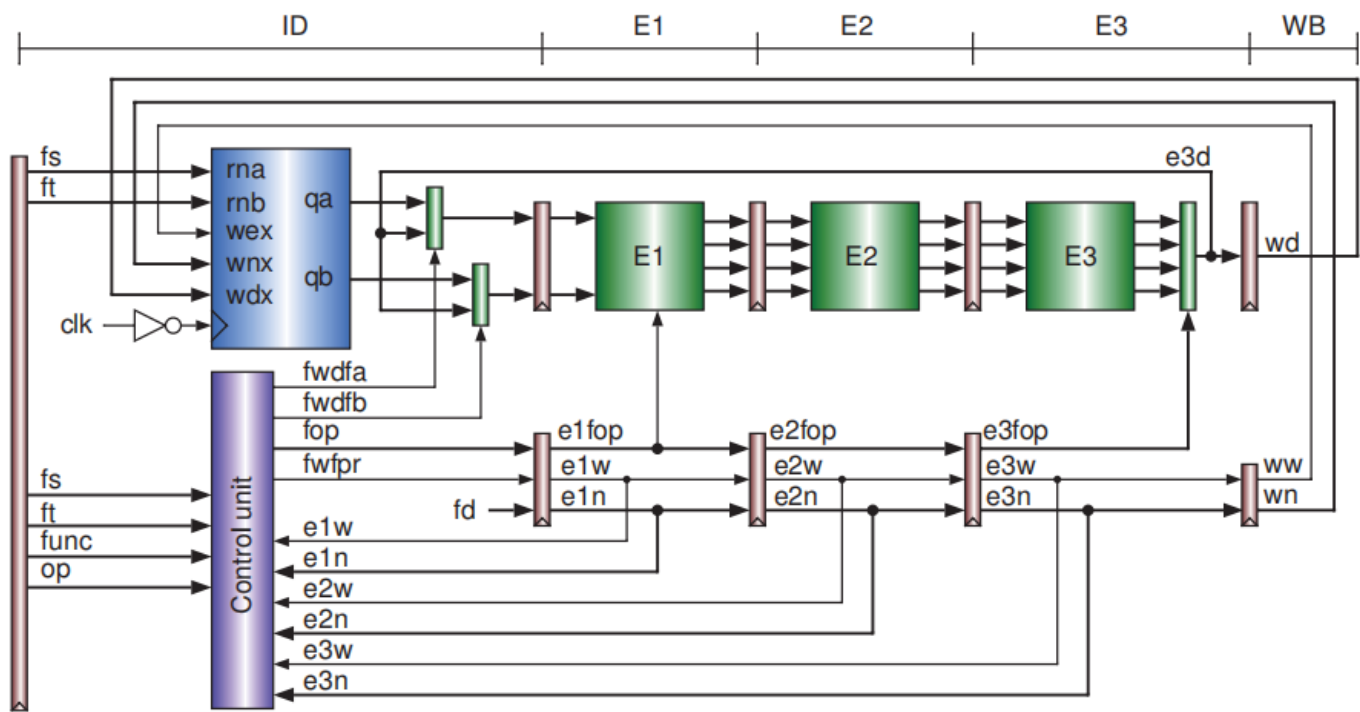 ID E1 E2 E3 WB
fs
ft
rna
rnb
wex
wnx
wdx
qa
qb
clk
E1
E2
E3
e3d
wd
fwdfa
fwdfb
fop
fwfpr
fd
e1fop
e1w
e1n
e2fop
e2w
e2n
e3fop
e3w
e3n
ww
wn
fs
ft
func
op
Control unit
e1w
e1n
e2w
e2n
e3w
e3n